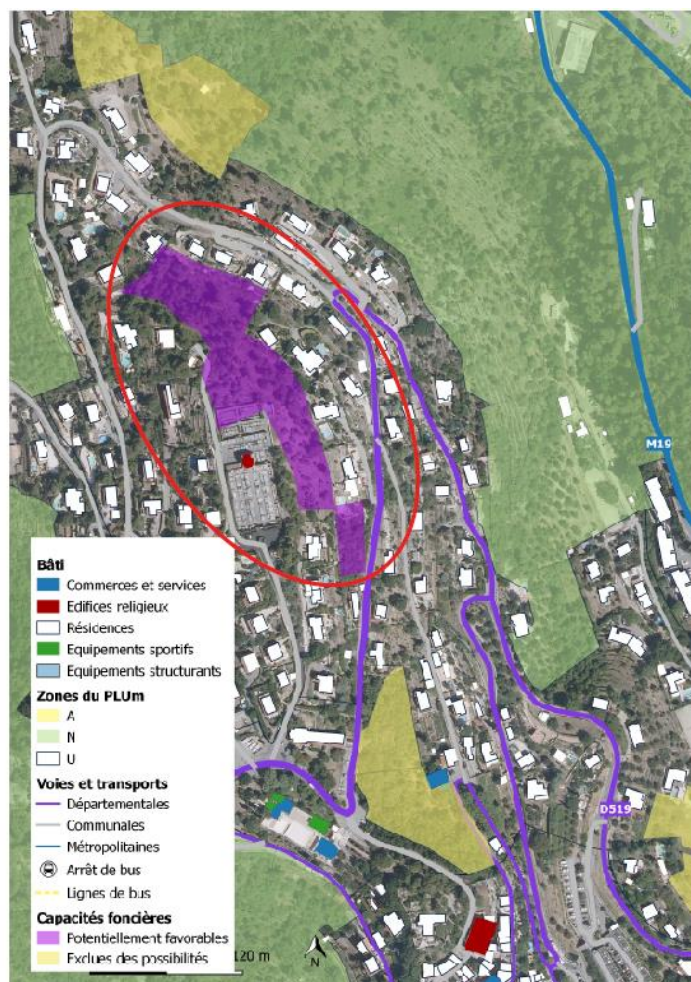 M19
Bâti
Commerces et services
Edifices religieux
Résidences
Equipements sportifs
Equipements structurants
Zones du PLUm
A
N
U
Voies et transports
Départementales
Communales
Métropolitaines
Arrêt de bus
Lignes de bus
D519
Capacités foncières
Potentiellement favorables
Exclues des possibilités
120 m
N